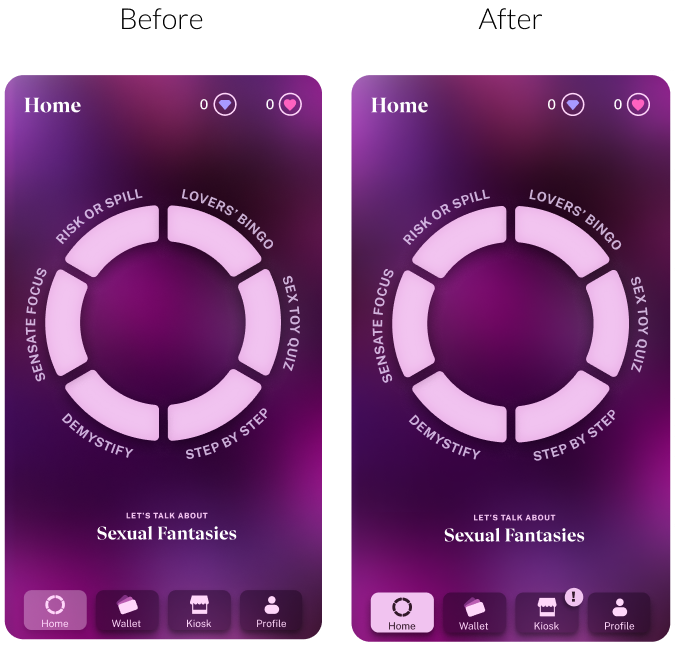 Before
After
Home
0
0
RISK OR SPILL
LOVERS' BINGO
SENSATE FOCUS
SEX TOY QUIZ
DEMYSTIFY
STEP BY STEP
LET'S TALK ABOUT
Sexual Fantasies
Home
Wallet
Kiosk
Profile
Home
0
0
RISK OR SPILL
LOVERS' BINGO
SENSATE FOCUS
SEX TOY QUIZ
DEMYSTIFY
STEP BY STEP
LET'S TALK ABOUT
Sexual Fantasies
!
Home
Wallet
Kiosk
Profile